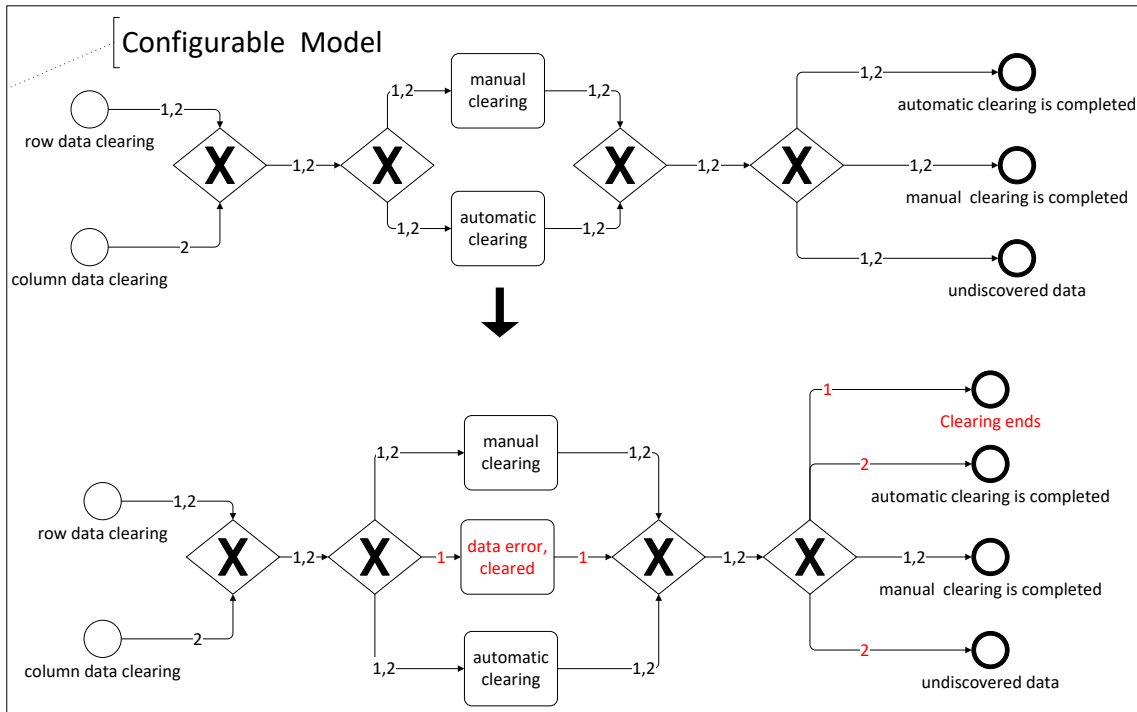 Configurable Model
1,2
1,2
manual
clearing
1,2
1,2
automatic clearing is completed
row data clearing
X
1,2
X
X
1,2
X
1,2
manual clearing is completed
2
column data clearing
1,2
automatic
clearing
1,2
1,2
undiscovered data
1
Clearing ends
1,2
manual
clearing
1,2
2
automatic clearing is completed
1,2
row data clearing
X
1,2
X
1
data error,
cleared
1
X
1,2
X
1,2
manual clearing is completed
2
column data clearing
1,2
automatic
clearing
1,2
2
undiscovered data